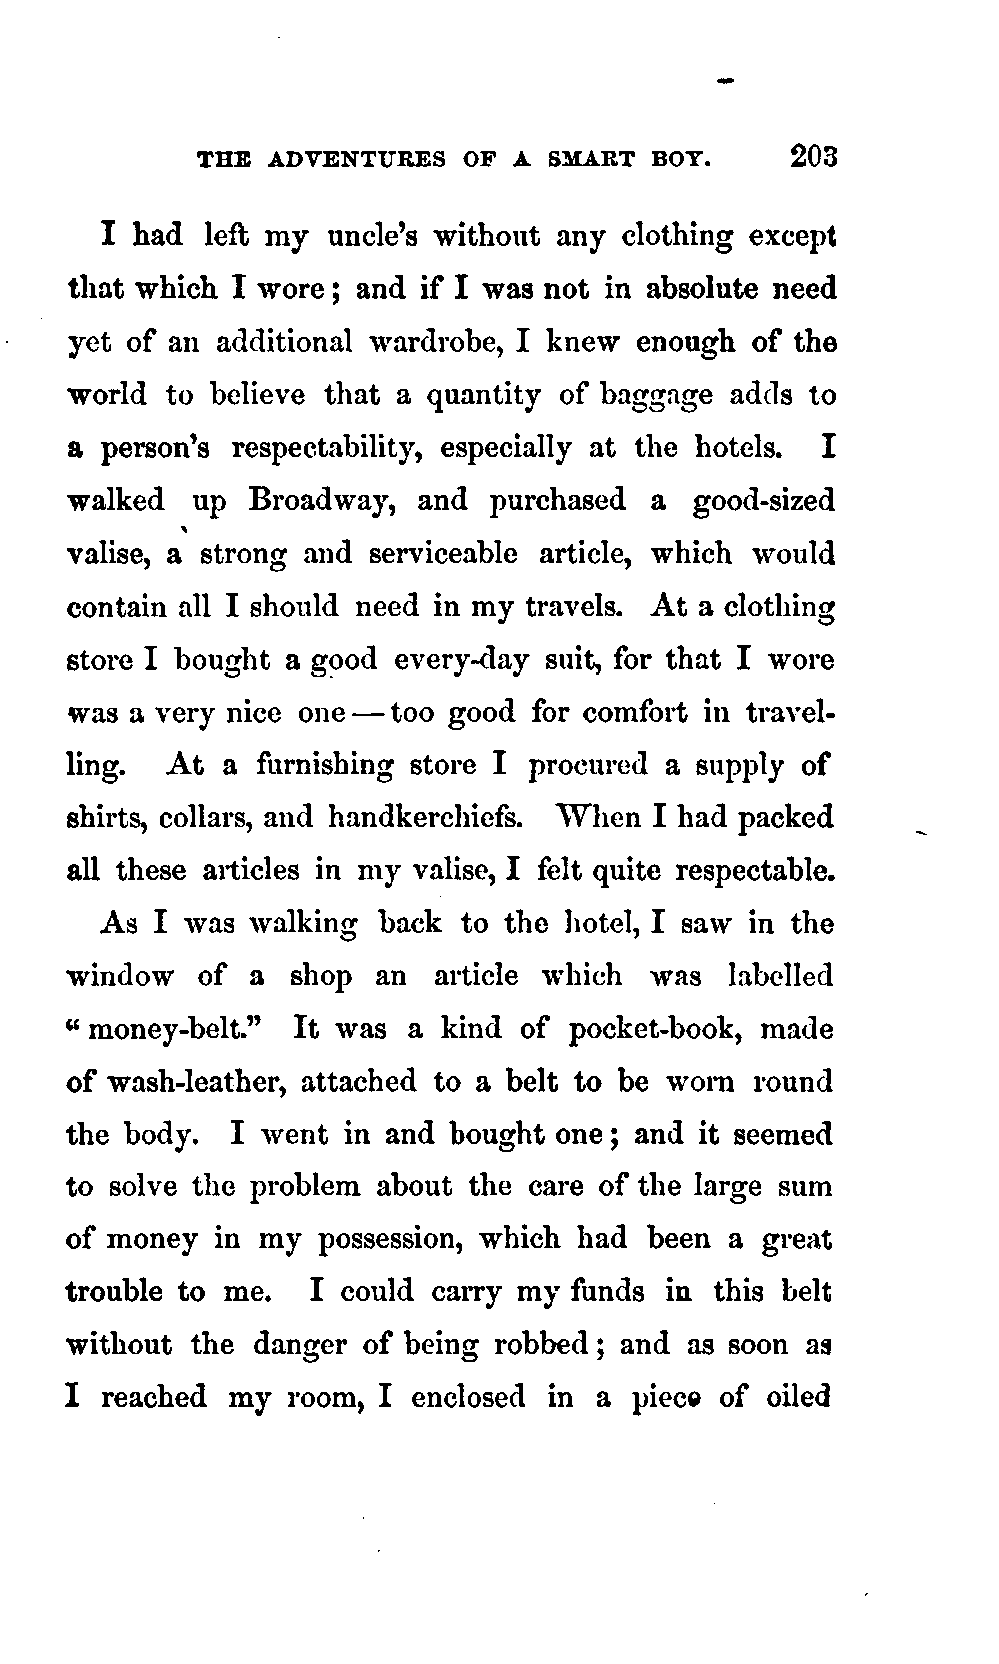 THE ADVENTURES OF A SMART BOY. 203
I had left my uncle's without any clothing except
that which I wore; and if I was not in absolute need
yet of an additional wardrobe, I knew enough of the
world to believe that a quantity of baggage adds to
a person's respectability, especially at the hotels. I
walked up Broadway, and purchased a good-sized
valise, a strong and serviceable article, which would
contain all I should need in my travels. At a clothing
store I bought a good every-day suit, for that I wore
was a very nice one — too good for comfort in travel-
ling. At a furnishing store I procured a supply of
shirts, collars, and handkerchiefs. When I had packed
all these articles in my valise, I felt quite respectable.
As I was walking back to the hotel, I saw in the
window of a shop an article which was labelled
"money-belt." It was a kind of pocket-book, made
of wash-leather, attached to a belt to be worn round
the body. I went in and bought one; and it seemed
to solve the problem about the care of the large sum
of money in my possession, which had been a great
trouble to me. I could carry my funds in this belt
without the danger of being robbed; and as soon as
I reached my room, I enclosed in a piece of oiled